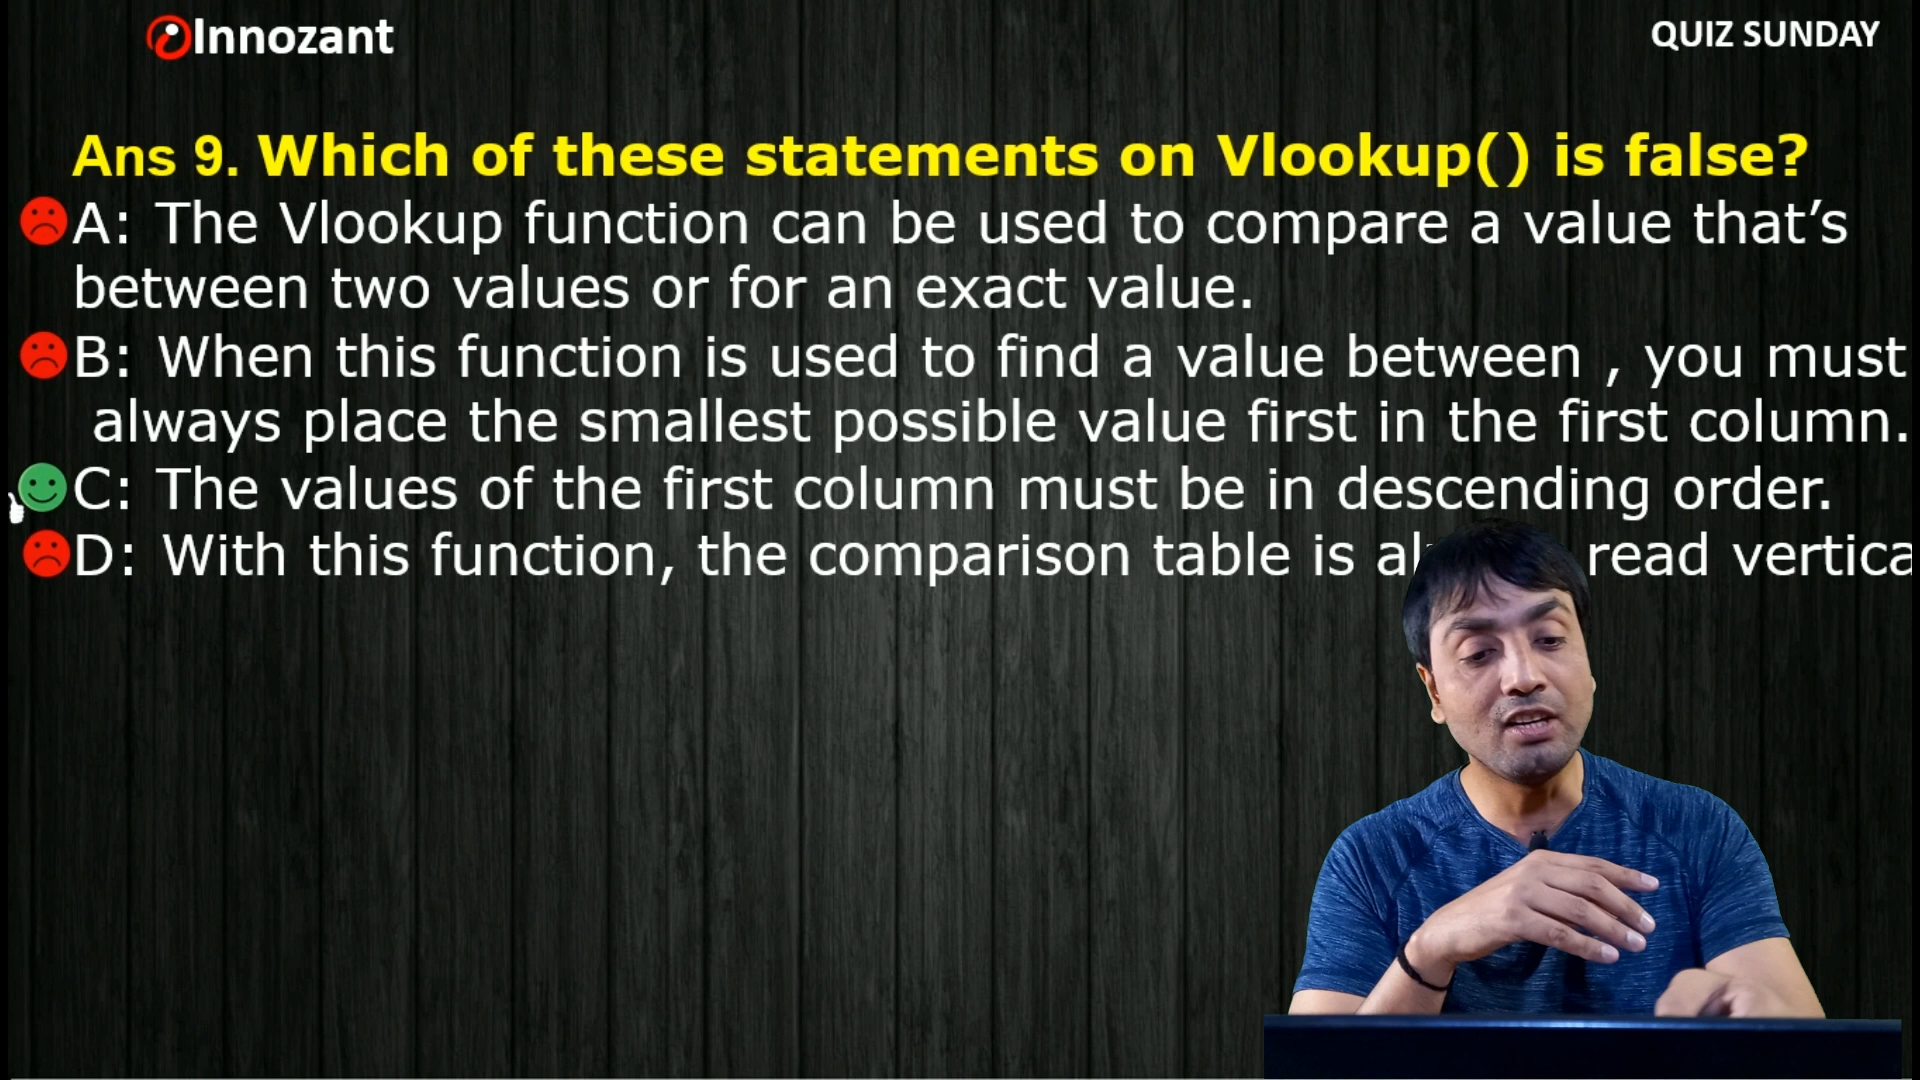 Innozant
QUIZ SUNDAY
Ans 9. Which of these statements on Vlookup() is false?
A: The Vlookup function can be used to compare a value that’s
between two values or for an exact value.
B: When this function is used to find a value between , you must
always place the smallest possible value first in the first column.
C: The values of the first column must be in descending order.
D: With this function, the comparison table is read